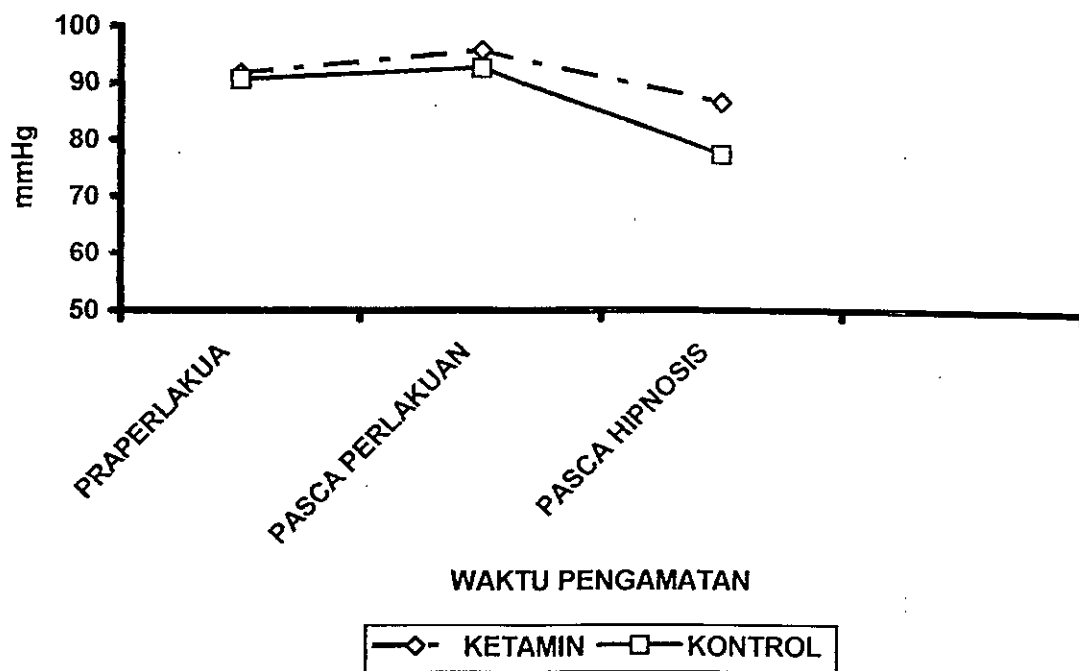 100
90
80
70
60
50
mmHg
PRAPERLAKUA
PASCA PERLAKUAN
PASCA HIPNOSIS
WAKTU PENGAMATAN
KETAMIN KONTROL